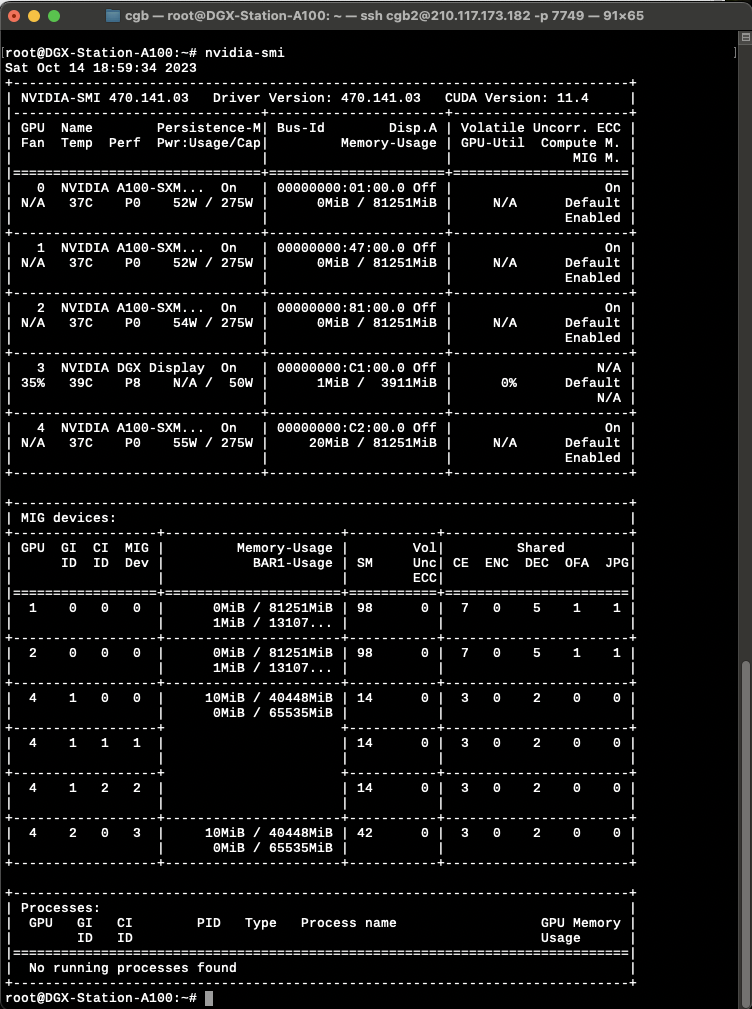 cgb — root@DGX-Station-A100: ~ — ssh cgb2@210.117.173.182 -p 7749 — 91×65
[root@DGX-Station-A100:~# nvidia-smi ]
Sat Oct 14 18:59:34 2023
+-----------------------------------------------------------------------------+
| NVIDIA-SMI 470.141.03   Driver Version: 470.141.03   CUDA Version: 11.4     |
|-------------------------------+----------------------+----------------------+
| GPU  Name        Persistence-M| Bus-Id        Disp.A | Volatile Uncorr. ECC |
| Fan  Temp  Perf  Pwr:Usage/Cap|         Memory-Usage | GPU-Util  Compute M. |
|                               |                      |               MIG M. |
|===============================+======================+======================|
|   0  NVIDIA A100-SXM...  On   | 00000000:01:00.0 Off |                   On |
| N/A   37C    P0    52W / 275W |      0MiB / 81251MiB |     N/A      Default |
|                               |                      |              Enabled |
+-------------------------------+----------------------+----------------------+
|   1  NVIDIA A100-SXM...  On   | 00000000:47:00.0 Off |                   On |
| N/A   37C    P0    52W / 275W |      0MiB / 81251MiB |     N/A      Default |
|                               |                      |              Enabled |
+-------------------------------+----------------------+----------------------+
|   2  NVIDIA A100-SXM...  On   | 00000000:81:00.0 Off |                   On |
| N/A   37C    P0    54W / 275W |      0MiB / 81251MiB |     N/A      Default |
|                               |                      |              Enabled |
+-------------------------------+----------------------+----------------------+
|   3  NVIDIA DGX Display  On   | 00000000:C1:00.0 Off |                  N/A |
| 35%   39C    P8    N/A /  50W |      1MiB /  3911MiB |      0%      Default |
|                               |                      |                  N/A |
+-------------------------------+----------------------+----------------------+
|   4  NVIDIA A100-SXM...  On   | 00000000:C2:00.0 Off |                   On |
| N/A   37C    P0    55W / 275W |     20MiB / 81251MiB |     N/A      Default |
|                               |                      |              Enabled |
+-------------------------------+----------------------+----------------------+

+-----------------------------------------------------------------------------+
| MIG devices:                                                                |
+------------------+----------------------+-----------+-----------------------+
| GPU  GI  CI  MIG |         Memory-Usage |        Vol|         Shared        |
|      ID  ID  Dev |           BAR1-Usage | SM     Unc| CE  ENC  DEC  OFA  JPG|
|                  |                      |        ECC|                       |
|==================+======================+===========+=======================|
|  1    0   0   0  |      0MiB / 81251MiB | 98      0 |  7   0    5    1    1 |
|                  |      1MiB / 13107... |           |                       |
+------------------+----------------------+-----------+-----------------------+
|  2    0   0   0  |      0MiB / 81251MiB | 98      0 |  7   0    5    1    1 |
|                  |      1MiB / 13107... |           |                       |
+------------------+----------------------+-----------+-----------------------+
|  4    1   0   0  |     10MiB / 40448MiB | 14      0 |  3   0    2    0    0 |
|                  |      0MiB / 65535MiB |           |                       |
+------------------+                      +-----------+-----------------------+
|  4    1   1   1  |                      | 14      0 |  3   0    2    0    0 |
|                  |                      |           |                       |
+------------------+                      +-----------+-----------------------+
|  4    1   2   2  |                      | 14      0 |  3   0    2    0    0 |
|                  |                      |           |                       |
+------------------+----------------------+-----------+-----------------------+
|  4    2   0   3  |     10MiB / 40448MiB | 42      0 |  3   0    2    0    0 |
|                  |      0MiB / 65535MiB |           |                       |
+------------------+----------------------+-----------+-----------------------+

+-----------------------------------------------------------------------------+
| Processes:                                                                  |
|  GPU   GI   CI        PID   Type   Process name                  GPU Memory |
|        ID   ID                                                   Usage      |
|=============================================================================|
|  No running processes found                                                 |
+-----------------------------------------------------------------------------+
root@DGX-Station-A100:~#